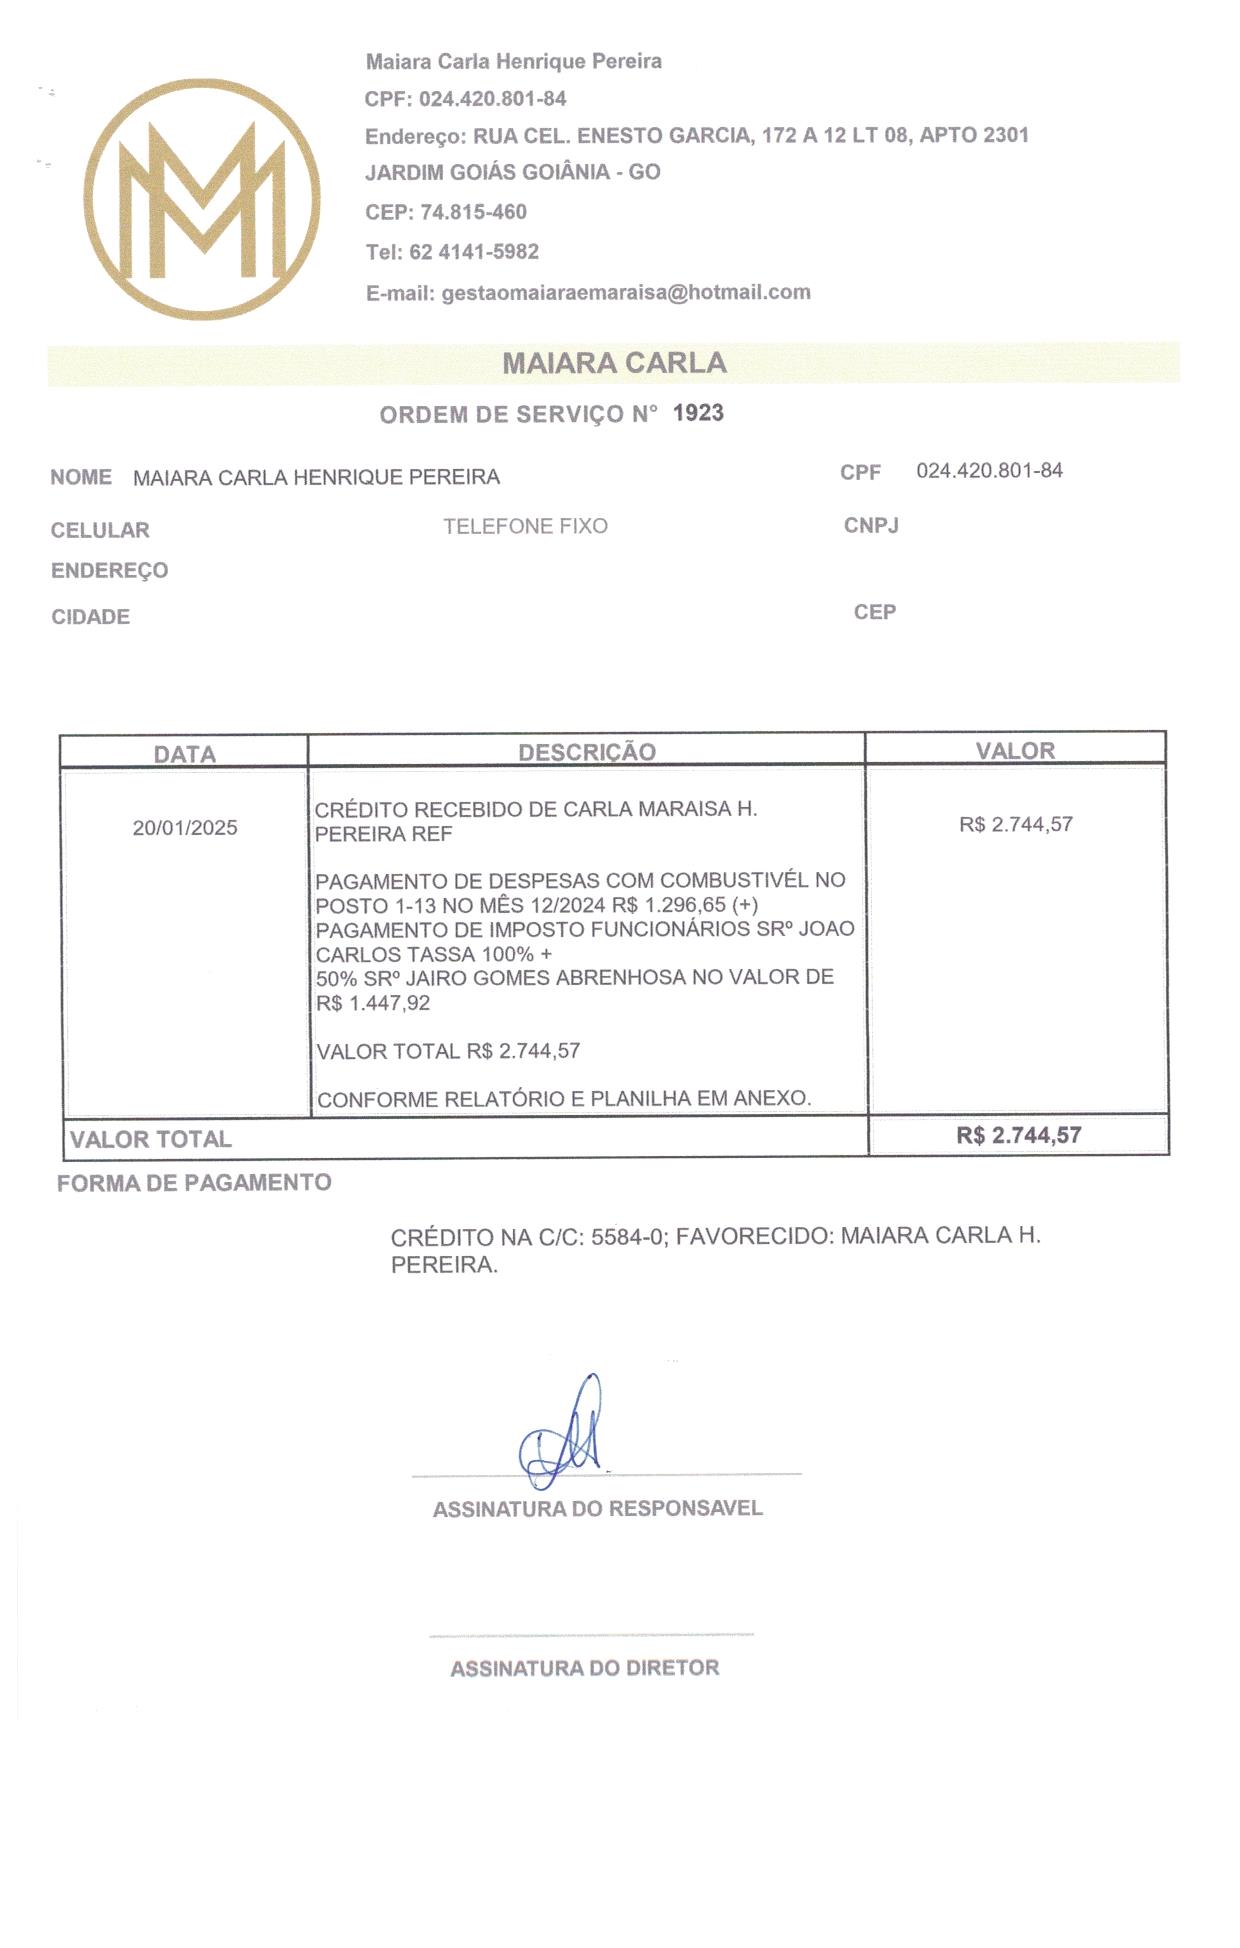 Maiara Carla Henrique Pereira
CPF: 024.420.801-84
Endereço: RUA CEL. ENESTO GARCIA, 172 A 12 LT 08, APTO 2301
JARDIM GOIÁS GOIÂNIA - GO
CEP: 74.815-460
Tel: 62 4141-5982
E-mail: gestaomaiaraemaraisa@hotmail.com
MAIARA CARLA
ORDEM DE SERVIÇO N° 1923
NOME MAIARA CARLA HENRIQUE PEREIRA CPF 024.420.801-84
CELULAR TELEFONE FIXO CNPJ
ENDEREÇO
CIDADE CEP
DATA DESCRIÇÃO VALOR
CRÉDITO RECEBIDO DE CARLA MARAISA H.
20/01/2025 PEREIRA REF R$ 2.744,57
PAGAMENTO DE DESPESAS COM COMBUSTIVÉL NO
POSTO 1-13 NO MÊS 12/2024 R$ 1.296,65 (+)
PAGAMENTO DE IMPOSTO FUNCIONÁRIOS SRº JOAO
CARLOS TASSA 100% +
50% SRº JAIRO GOMES ABRENHOSA NO VALOR DE
R$ 1.447,92
VALOR TOTAL R$ 2.744,57
CONFORME RELATÓRIO E PLANILHA EM ANEXO.
VALOR TOTAL R$ 2.744,57
FORMA DE PAGAMENTO
CRÉDITO NA C/C: 5584-0; FAVORECIDO: MAIARA CARLA H.
PEREIRA.
ASSINATURA DO RESPONSAVEL
ASSINATURA DO DIRETOR